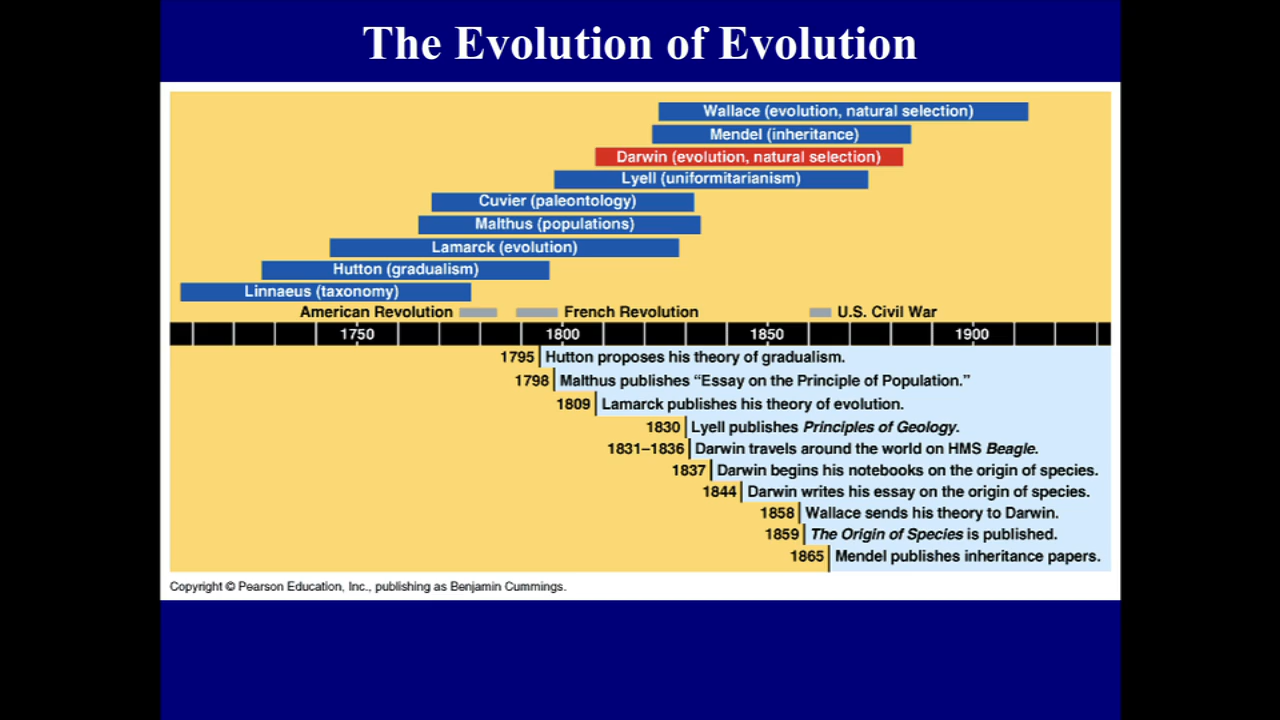 The Evolution of Evolution
Wallace (evolution, natural selection)
Mendel (inheritance)
Darwin (evolution, natural selection)
Lyell (uniformitarianism)
Cuvier (paleontology)
Malthus (populations)
Lamarck (evolution)
Hutton (gradualism)
Linnaeus (taxonomy)
American Revolution French Revolution U.S. Civil War
1750 1800 1850 1900
1795 Hutton proposes his theory of gradualism.
1798 Malthus publishes “Essay on the Principle of Population.”
1809 Lamarck publishes his theory of evolution.
1830 Lyell publishes Principles of Geology.
1831–1836 Darwin travels around the world on HMS Beagle.
1837 Darwin begins his notebooks on the origin of species.
1844 Darwin writes his essay on the origin of species.
1858 Wallace sends his theory to Darwin.
1859 The Origin of Species is published.
1865 Mendel publishes inheritance papers.
Copyright © Pearson Education, Inc., publishing as Benjamin Cummings.